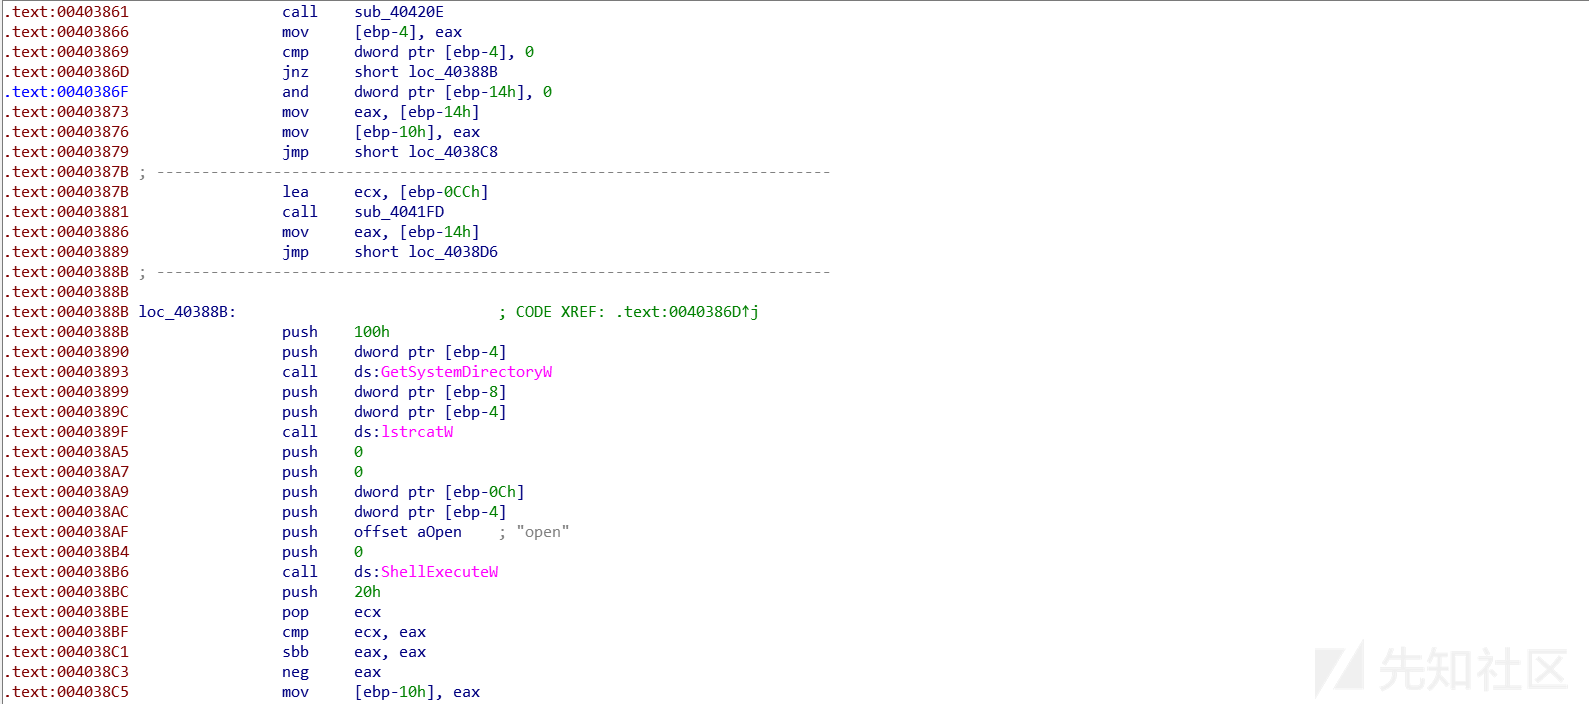 .text:00403861 call sub_40420E
.text:00403866 mov [ebp-4], eax
.text:00403869 cmp dword ptr [ebp-4], 0
.text:0040386D jnz short loc_40388B
.text:0040386F and dword ptr [ebp-14h], 0
.text:00403873 mov eax, [ebp-14h]
.text:00403876 mov [ebp-10h], eax
.text:00403879 jmp short loc_4038C8
.text:0040387B ; ---------------------------------------------------------------------------
.text:0040387B lea ecx, [ebp-0CCh]
.text:00403881 call sub_4041FD
.text:00403886 mov eax, [ebp-14h]
.text:00403889 jmp short loc_4038D6
.text:0040388B ; ---------------------------------------------------------------------------
.text:0040388B
.text:0040388B loc_40388B: ; CODE XREF: .text:0040386D↑j
.text:0040388B push 100h
.text:00403890 push dword ptr [ebp-4]
.text:00403893 call ds:GetSystemDirectoryW
.text:00403899 push dword ptr [ebp-8]
.text:0040389C push dword ptr [ebp-4]
.text:0040389F call ds:lstrcatW
.text:004038A5 push 0
.text:004038A7 push 0
.text:004038A9 push dword ptr [ebp-0Ch]
.text:004038AC push dword ptr [ebp-4]
.text:004038AF push offset aOpen ; "open"
.text:004038B4 push 0
.text:004038B6 call ds:ShellExecuteW
.text:004038BC push 20h
.text:004038BE pop ecx
.text:004038BF cmp ecx, eax
.text:004038C1 sbb eax, eax
.text:004038C3 neg eax
.text:004038C5 mov [ebp-10h], eax
先知社区